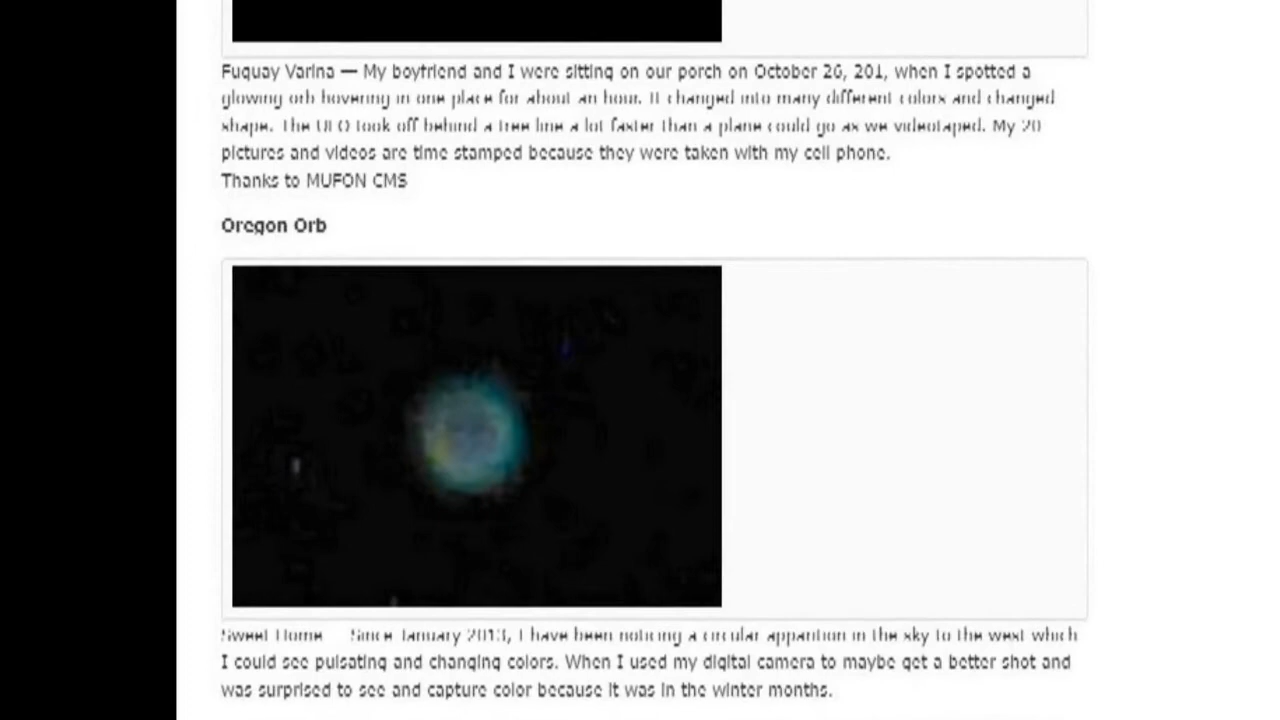 Fuquay Varina — My boyfriend and I were sitting on our porch on October 26, 201, when I spotted a
glowing orb hovering in one place for about an hour. It changed into many different colors and changed
shape. The UFO took off behind a tree line a lot faster than a plane could go as we videotaped. My 20
pictures and videos are time stamped because they were taken with my cell phone.
Thanks to MUFON CMS
Oregon Orb
Sweet Home — Since January 2013, I have been noticing a circular apparition in the sky to the west which
I could see pulsating and changing colors. When I used my digital camera to maybe get a better shot and
was surprised to see and capture color because it was in the winter months.